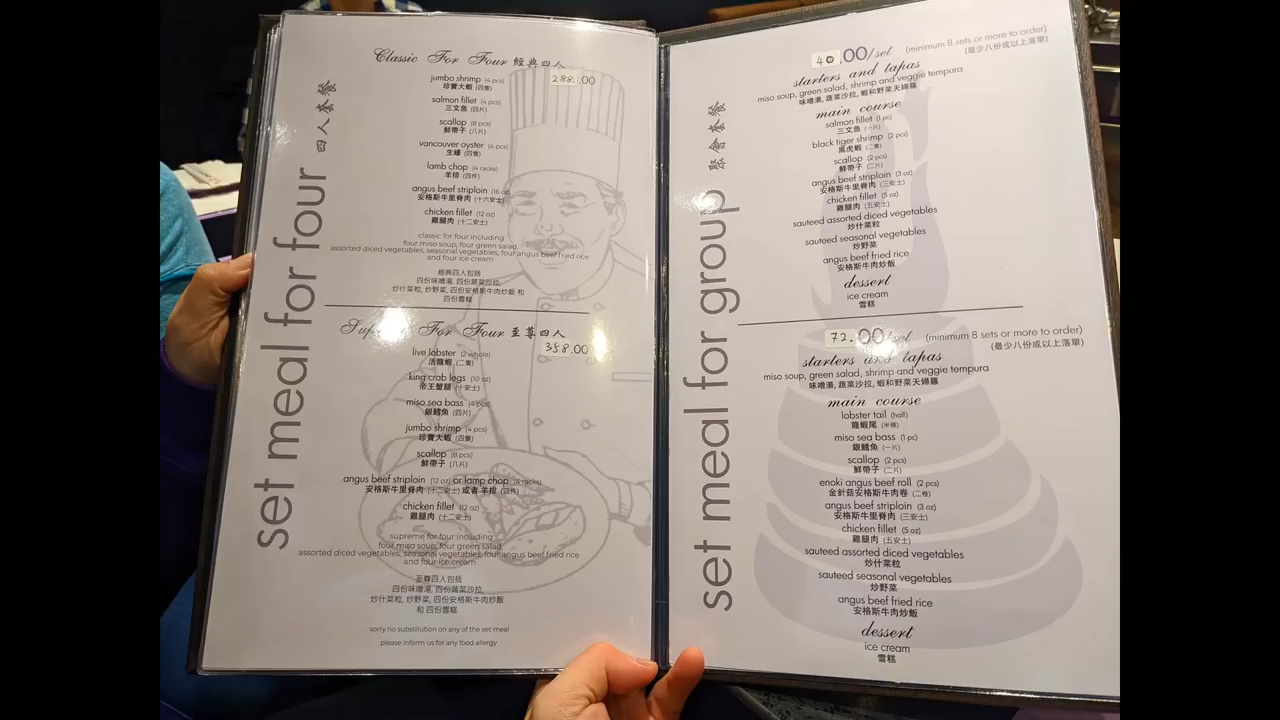 set meal for four 四人套餐
Classic For Four 經典四人
288.00
jumbo shrimp (4 pcs)
珍寶大蝦 (四隻)
salmon fillet (4 pcs)
三文魚 (四片)
scallop (8 pcs)
鮮帶子 (八片)
vancouver oyster (4 pcs)
生蠔 (四隻)
lamb chop (4 racks)
羊排 (四件)
angus beef striploin (16 oz)
安格斯牛里脊肉 (十六安士)
chicken fillet (12 oz)
雞腿肉 (十二安士)
classic for four including
four miso soup, four green salad,
assorted diced vegetables, seasonal vegetables, four angus beef fried rice
and four ice cream
經典四人包括
四份味噌湯, 四份蔬菜沙拉,
炒什菜粒, 炒野菜, 四份安格斯牛肉炒飯 和
四份雪糕
Supreme For Four 至尊四人
358.00
live lobster (2 whole)
活龍蝦 (二隻)
king crab legs (10 oz)
帝王蟹腿 (十安士)
miso sea bass (4 pcs)
銀鱈魚 (四片)
jumbo shrimp (4 pcs)
珍寶大蝦 (四隻)
scallop (8 pcs)
鮮帶子 (八片)
angus beef striploin (12 oz) or lamb chop (8 racks)
安格斯牛里脊肉 (十二安士) 或者 羊排 (四件)
chicken fillet (12 oz)
雞腿肉 (十二安士)
supreme for four including
four miso soup, four green salad,
assorted diced vegetables, seasonal vegetables, four angus beef fried rice
and four ice cream
至尊四人包括
四份味噌湯, 四份蔬菜沙拉,
炒什菜粒, 炒野菜, 四份安格斯牛肉炒飯
和 四份雪糕
sorry no substitution on any of the set meal
please inform us for any food allergy
set meal for group 聚會套餐
40.00/set (minimum 8 sets or more to order)
(最少八份或以上落單)
starters and tapas
miso soup, green salad, shrimp and veggie tempura
味噌湯, 蔬菜沙拉, 蝦和野菜天婦羅
main course
salmon fillet (1 pc)
三文魚 (一片)
black tiger shrimp (2 pcs)
黑虎蝦 (二隻)
scallop (2 pcs)
鮮帶子 (二片)
angus beef striploin (3 oz)
安格斯牛里脊肉 (三安士)
chicken fillet (5 oz)
雞腿肉 (五安士)
sauteed assorted diced vegetables
炒什菜粒
sauteed seasonal vegetables
炒野菜
angus beef fried rice
安格斯牛肉炒飯
dessert
ice cream
雪糕
72.00/set (minimum 8 sets or more to order)
(最少八份或以上落單)
starters and tapas
miso soup, green salad, shrimp and veggie tempura
味噌湯, 蔬菜沙拉, 蝦和野菜天婦羅
main course
lobster tail (half)
龍蝦尾 (半條)
miso sea bass (1 pc)
銀鱈魚 (一片)
scallop (2 pcs)
鮮帶子 (二片)
enoki angus beef roll (2 pcs)
金針菇安格斯牛肉卷 (二卷)
angus beef striploin (3 oz)
安格斯牛里脊肉 (三安士)
chicken fillet (5 oz)
雞腿肉 (五安士)
sauteed assorted diced vegetables
炒什菜粒
sauteed seasonal vegetables
炒野菜
angus beef fried rice
安格斯牛肉炒飯
dessert
ice cream
雪糕